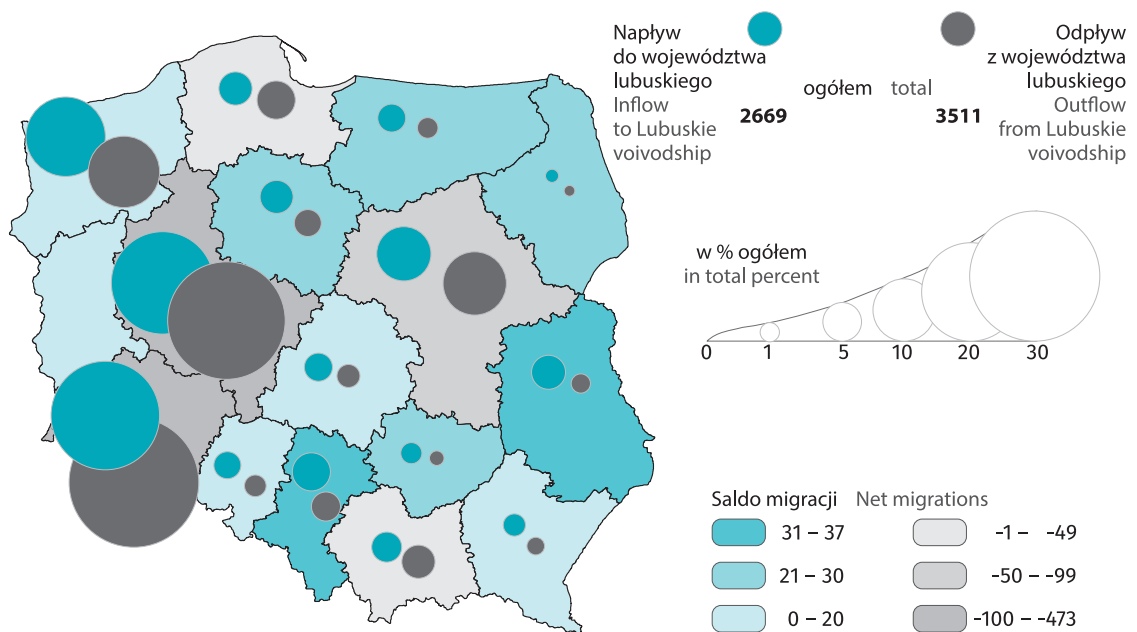 Napływ
do województwa
lubuskiego
Inflow
to Lubuskie
voivodship
2669
ogółem total
3511
Odpływ
z województwa
lubuskiego
Outflow
from Lubuskie
voivodship
w % ogółem
in total percent
0 1 5 10 20 30
Saldo migracji Net migrations
31 – 37 -1 – -49
21 – 30 -50 – -99
0 – 20 -100 – -473